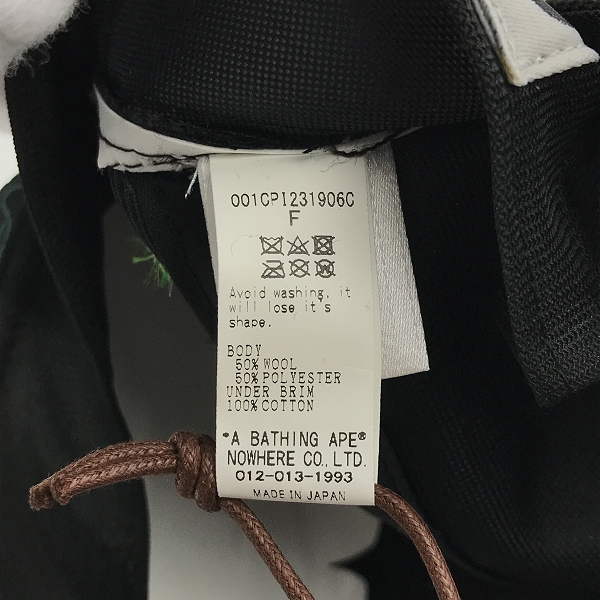 001CPI231906C
F
Avoid washing, it
will lose it's
shape.
BODY
50% WOOL
50% POLYESTER
UNDER BRIM
100% COTTON
"A BATHING APE®
NOWHERE CO., LTD.
012-013-1993
MADE IN JAPAN